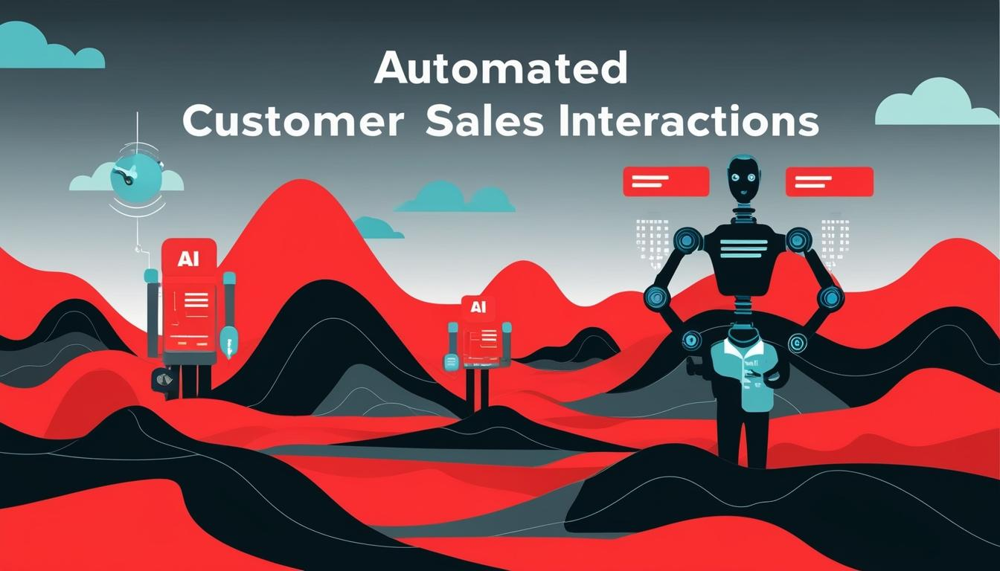 Automated
Customer Sales Interactions
AI
AI